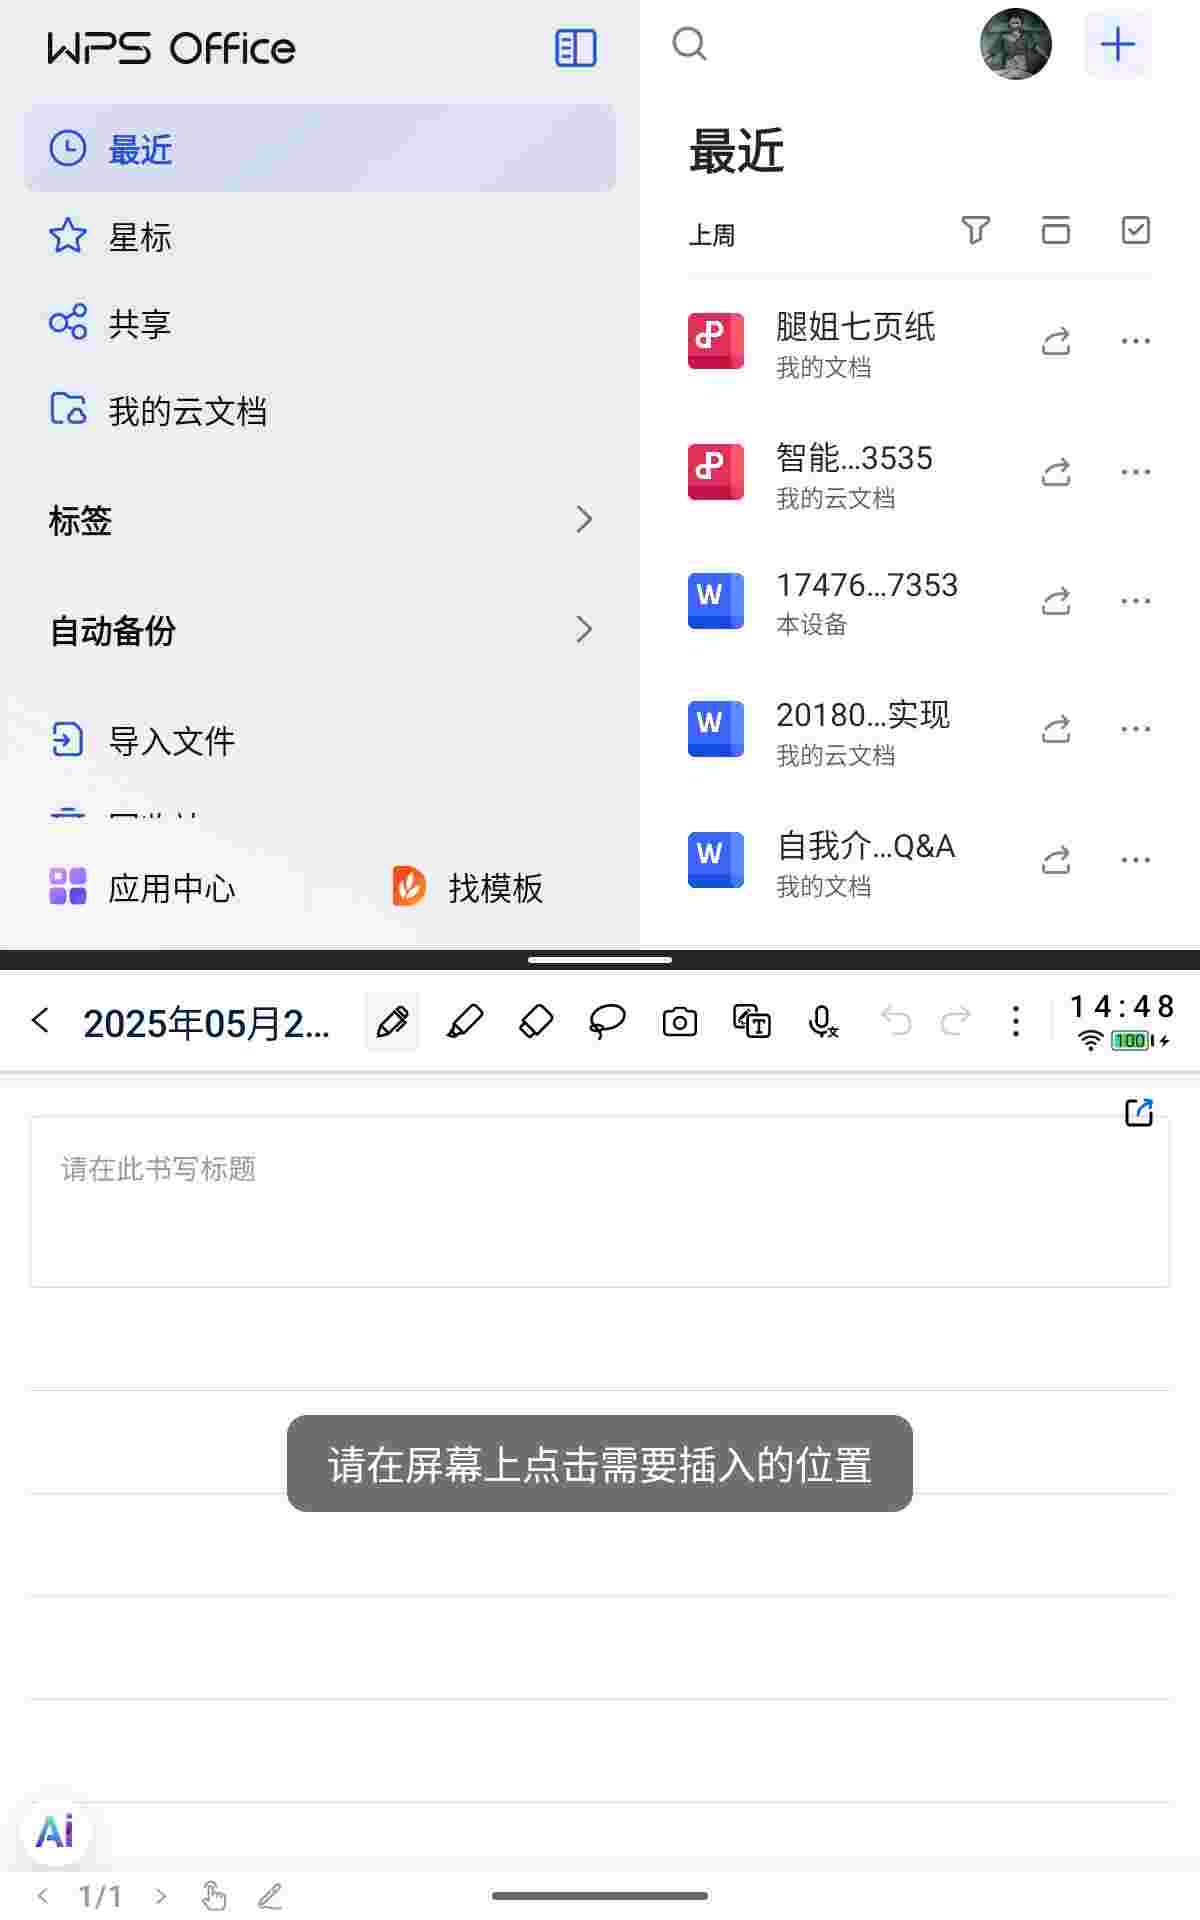 WPS Office
最近
星标
共享
我的云文档
标签
自动备份
导入文件
应用中心
找模板
最近
上周
腿姐七页纸
我的文档
智能...3535
我的云文档
17476...7353
本设备
20180...实现
我的云文档
自我介...Q&A
我的文档
2025年05月2...
14:48
100
请在此书写标题
请在屏幕上点击需要插入的位置
Ai
1/1